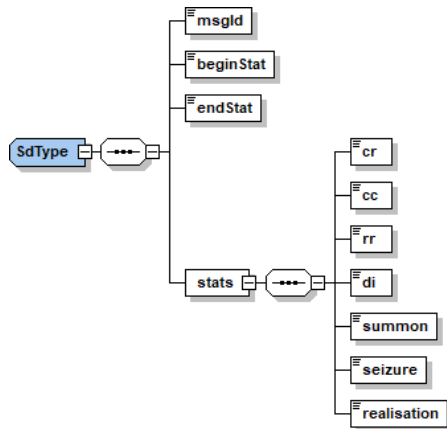 msgId
beginStat
endStat
SdType
cr
cc
rr
stats
di
summon
seizure
realisation